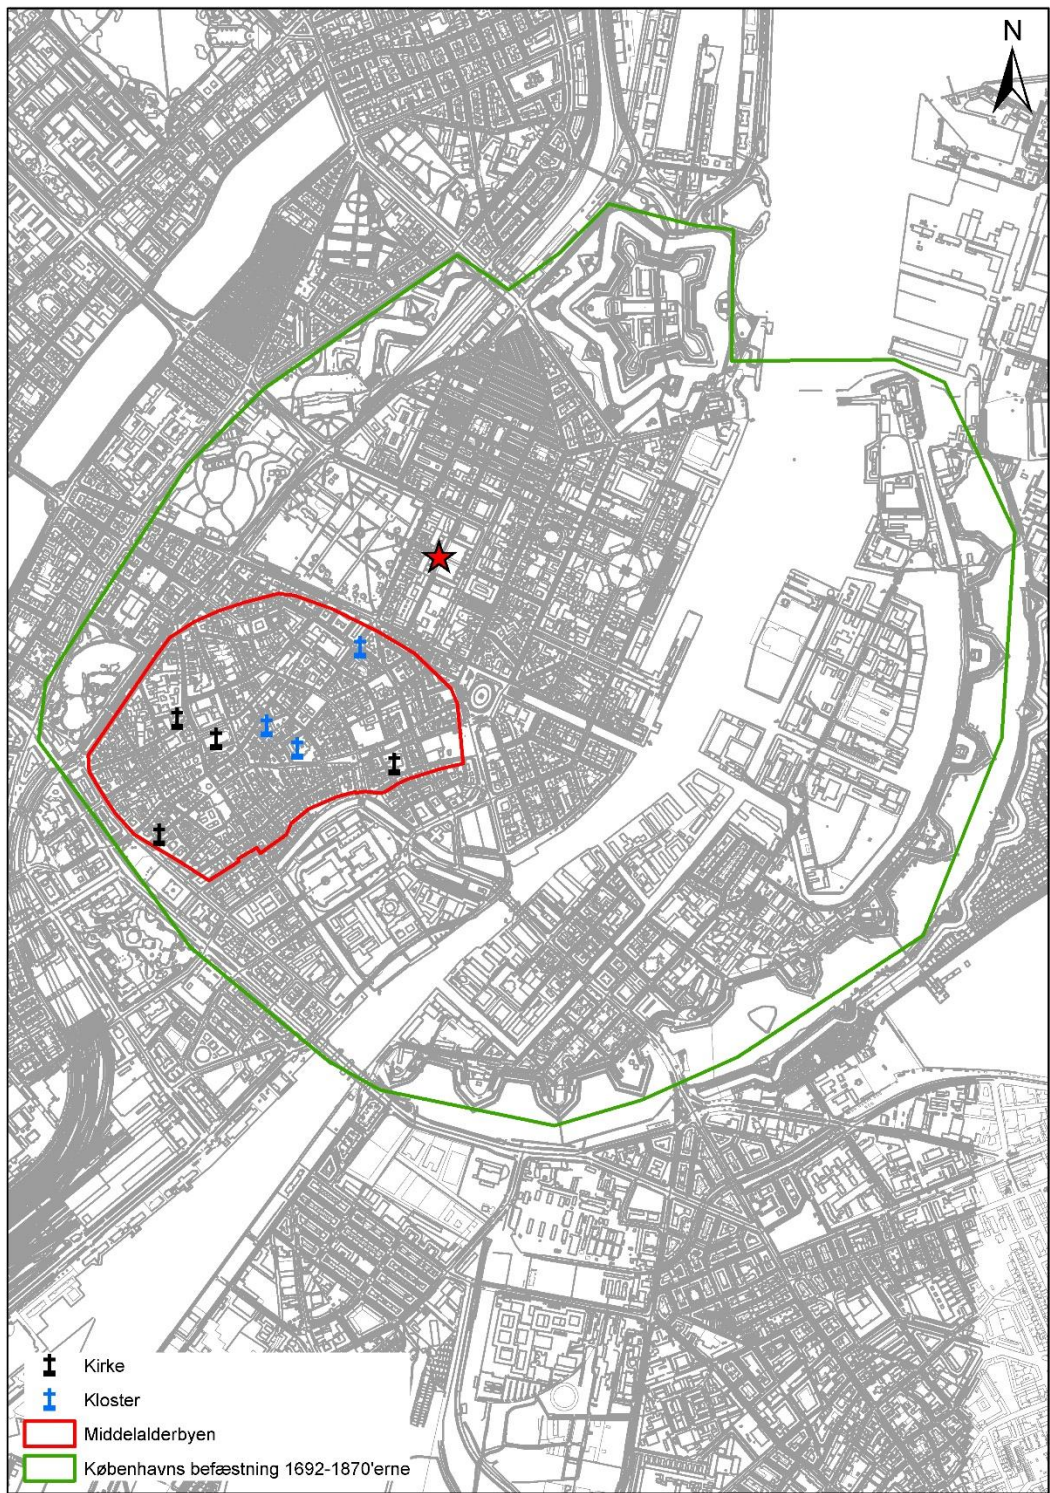 N
Kirke
Kloster
Middelalderbyen
Københavns befæstning 1692-1870'erne